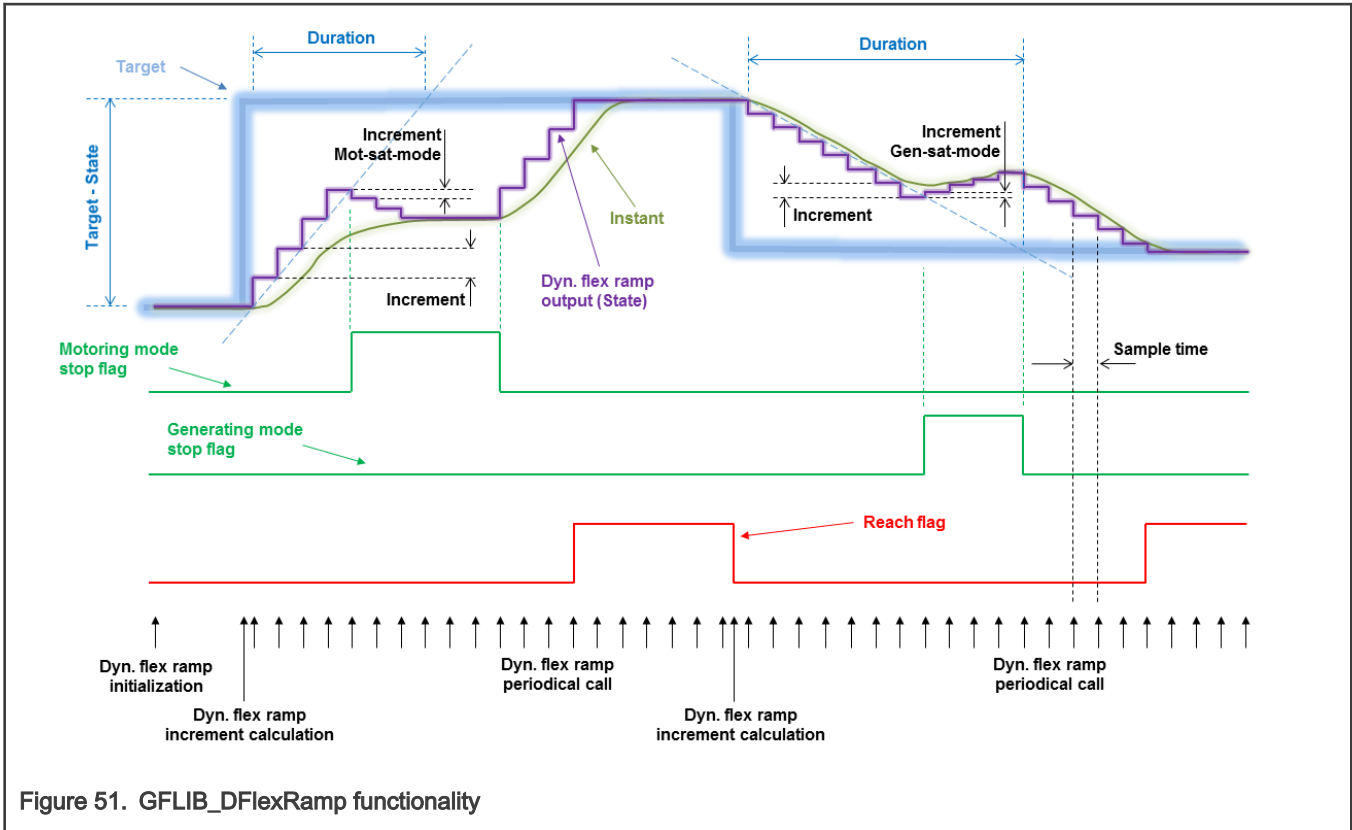 Duration
Duration
Target
Target - State
Increment
Mot-sat-mode
Increment
Gen-sat-mode
Instant
Increment
Increment
Dyn. flex ramp
output (State)
Motoring mode
stop flag
Sample time
Generating mode
stop flag
Reach flag
Dyn. flex ramp
initialization
Dyn. flex ramp
periodical call
Dyn. flex ramp
periodical call
Dyn. flex ramp
increment calculation
Dyn. flex ramp
increment calculation
Figure 51. GFLIB_DFlexRamp functionality